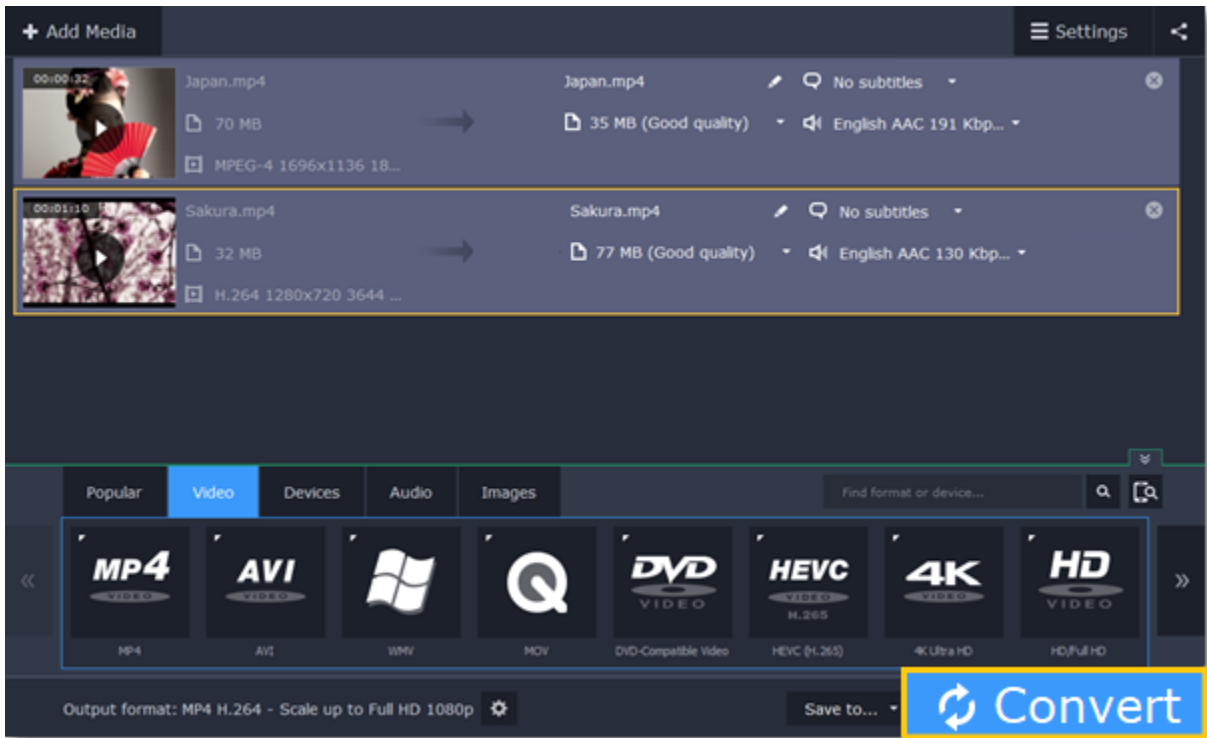 Add Media
Settings
00:00:32
Japan.mp4
Japan.mp4
No subtitles
70 MB
35 MB (Good quality)
English AAC 191 Kbp...
MPEG-4 1696x1136 18...
00:01:10
Sakura.mp4
Sakura.mp4
No subtitles
32 MB
77 MB (Good quality)
English AAC 130 Kbp...
H.264 1280x720 3644 ...
Popular
Video
Devices
Audio
Images
Find format or device...
MP4
VIDEO
AVI
VIDEO
DVD
VIDEO
HEVC
VIDEO
H.265
4K
VIDEO
HD
VIDEO
MP4
AVI
WMV
MOV
DVD-Compatible Video
HEVC (H.265)
4K Ultra HD
HD/Full HD
Output format: MP4 H.264 - Scale up to Full HD 1080p
Save to...
Convert